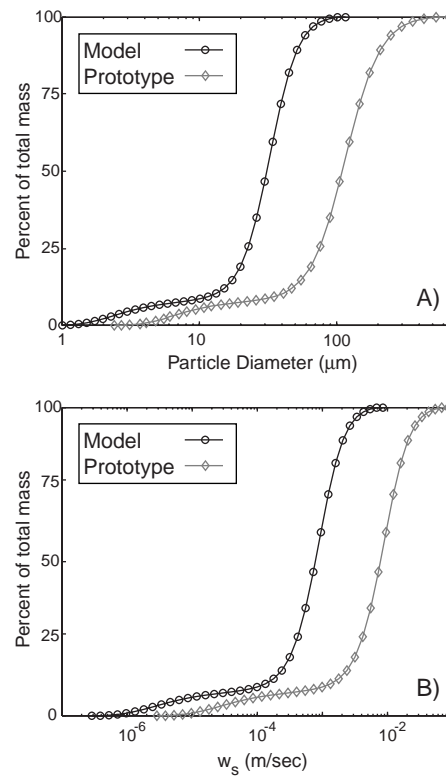 100
75
50
25
0
Percent of total mass
Model
Prototype
A)
1
10
100
Particle Diameter (μm)
100
75
50
25
0
Percent of total mass
Model
Prototype
B)
10-6
10-4
10-2
ws (m/sec)